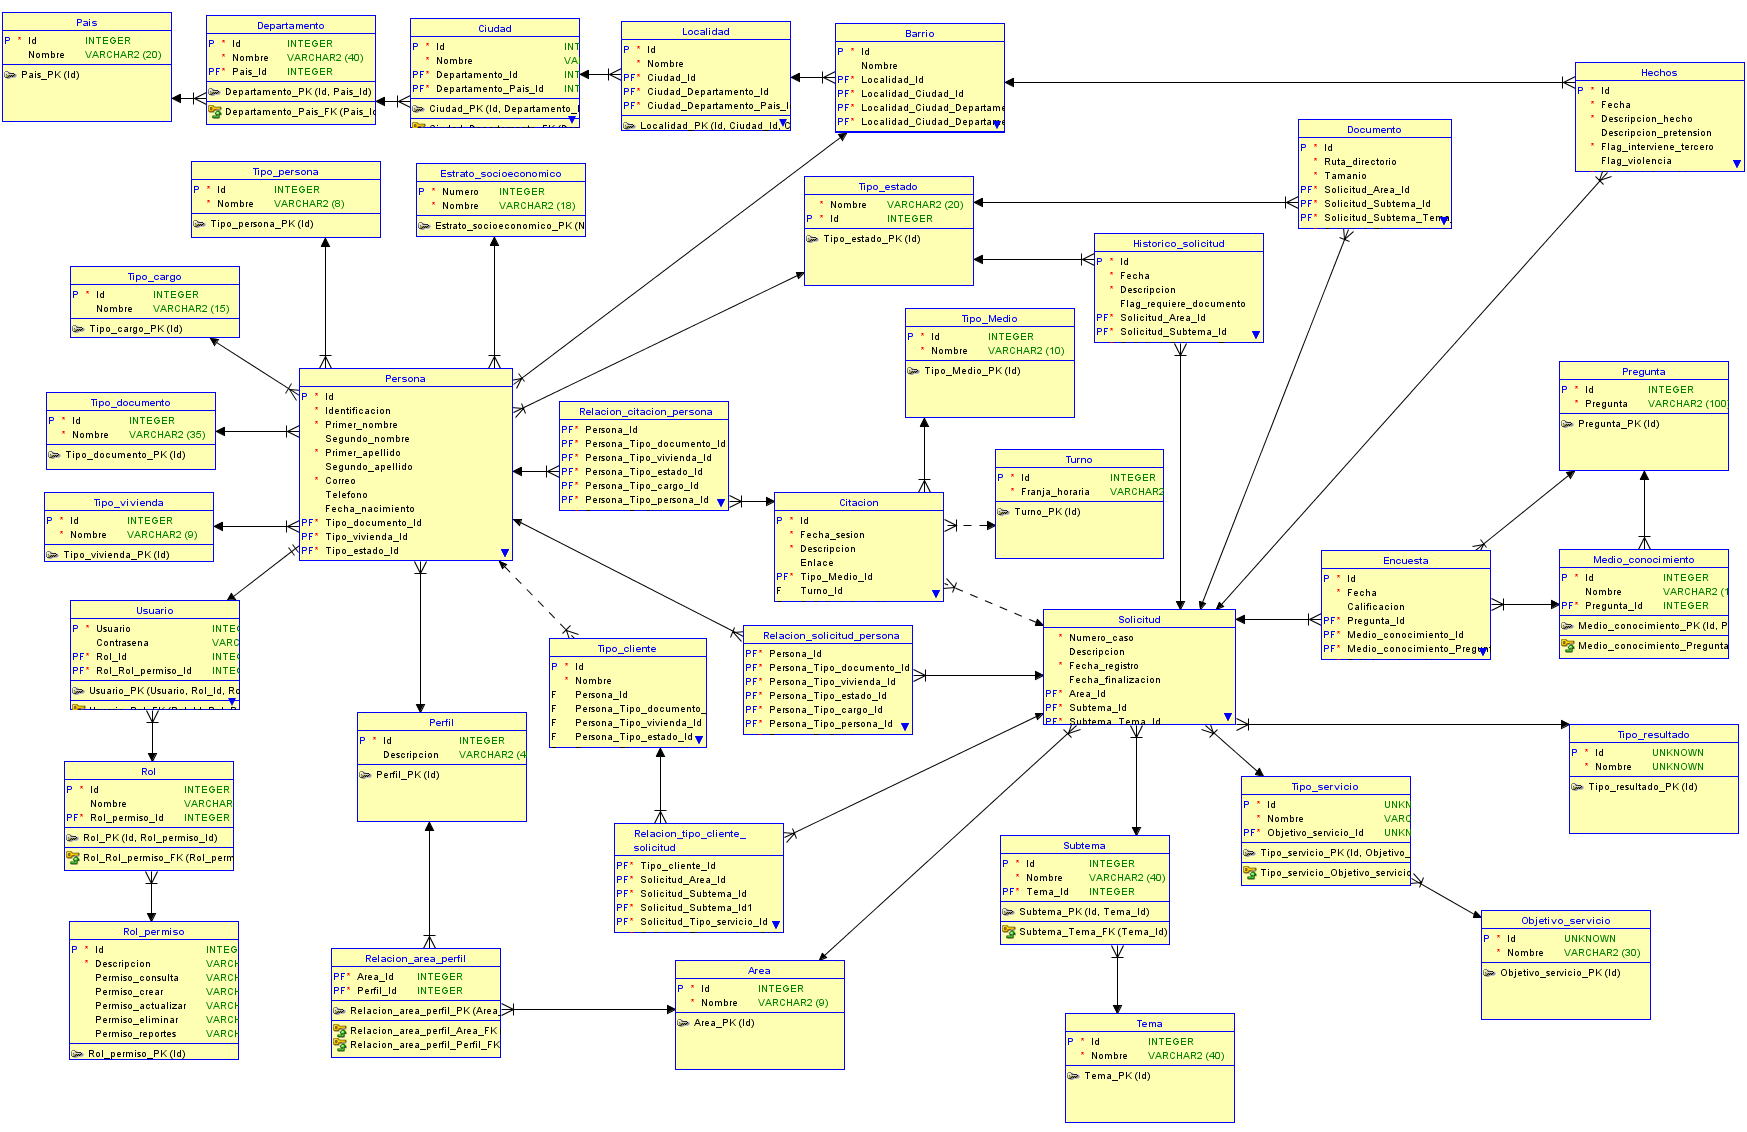 Pais
P * Id INTEGER
Nombre VARCHAR2 (20)
Pais_PK (Id)
Departamento
P * Id INTEGER
* Nombre VARCHAR2 (40)
PF* Pais_Id INTEGER
Departamento_PK (Id, Pais_Id)
Departamento_Pais_FK (Pais_Id
Ciudad
P * Id INT
* Nombre VA
PF* Departamento_Id INT
PF* Departamento_Pais_Id INT
Ciudad_PK (Id, Departamento_I
Localidad
P * Id
* Nombre
PF* Ciudad_Id
PF* Ciudad_Departamento_Id
PF* Ciudad_Departamento_Pais_I
Localidad_PK (Id, Ciudad_Id, C
Barrio
P * Id
Nombre
PF* Localidad_Id
PF* Localidad_Ciudad_Id
PF* Localidad_Ciudad_Departame
PF* Localidad_Ciudad_Departame
Hechos
P * Id
* Fecha
* Descripcion_hecho
Descripcion_pretension
* Flag_interviene_tercero
Flag_violencia
Documento
P * Id
* Ruta_directorio
* Tamanio
PF* Solicitud_Area_Id
PF* Solicitud_Subtema_Id
PF* Solicitud_Subtema_Tema
Tipo_persona
P * Id INTEGER
* Nombre VARCHAR2 (8)
Tipo_persona_PK (Id)
Estrato_socioeconomico
P * Numero INTEGER
* Nombre VARCHAR2 (18)
Estrato_socioeconomico_PK (N
Tipo_estado
* Nombre VARCHAR2 (20)
P * Id INTEGER
Tipo_estado_PK (Id)
Historico_solicitud
P * Id
* Fecha
* Descripcion
Flag_requiere_documento
PF* Solicitud_Area_Id
PF* Solicitud_Subtema_Id
Tipo_cargo
P * Id INTEGER
Nombre VARCHAR2 (15)
Tipo_cargo_PK (Id)
Tipo_Medio
P * Id INTEGER
* Nombre VARCHAR2 (10)
Tipo_Medio_PK (Id)
Pregunta
P * Id INTEGER
* Pregunta VARCHAR2 (100)
Pregunta_PK (Id)
Persona
P * Id
* Identificacion
* Primer_nombre
Segundo_nombre
* Primer_apellido
Segundo_apellido
* Correo
Telefono
Fecha_nacimiento
PF* Tipo_documento_Id
PF* Tipo_vivienda_Id
PF* Tipo_estado_Id
Tipo_documento
P * Id INTEGER
* Nombre VARCHAR2 (35)
Tipo_documento_PK (Id)
Relacion_citacion_persona
PF* Persona_Id
PF* Persona_Tipo_documento_Id
PF* Persona_Tipo_vivienda_Id
PF* Persona_Tipo_estado_Id
PF* Persona_Tipo_cargo_Id
PF* Persona_Tipo_persona_Id
Turno
P * Id INTEGER
* Franja_horaria VARCHAR2
Turno_PK (Id)
Tipo_vivienda
P * Id INTEGER
* Nombre VARCHAR2 (9)
Tipo_vivienda_PK (Id)
Citacion
P * Id
* Fecha_sesion
* Descripcion
Enlace
PF* Tipo_Medio_Id
F Turno_Id
Encuesta
P * Id
* Fecha
Calificacion
PF* Pregunta_Id
PF* Medio_conocimiento_Id
PF* Medio_conocimiento_Pregun
Medio_conocimiento
P * Id INTEGER
Nombre VARCHAR2 (1
PF* Pregunta_Id INTEGER
Medio_conocimiento_PK (Id, P
Medio_conocimiento_Pregunta
Usuario
P * Usuario INTEG
Contrasena VARC
PF* Rol_Id INTEG
PF* Rol_Rol_permiso_Id INTEG
Usuario_PK (Usuario, Rol_Id, Ro
Solicitud
* Numero_caso
Descripcion
* Fecha_registro
Fecha_finalizacion
PF* Area_Id
PF* Subtema_Id
PF* Subtema_Tema_Id
Tipo_cliente
P * Id
* Nombre
F Persona_Id
F Persona_Tipo_documento_
F Persona_Tipo_vivienda_Id
F Persona_Tipo_estado_Id
Relacion_solicitud_persona
PF* Persona_Id
PF* Persona_Tipo_documento_Id
PF* Persona_Tipo_vivienda_Id
PF* Persona_Tipo_estado_Id
PF* Persona_Tipo_cargo_Id
PF* Persona_Tipo_persona_Id
Perfil
P * Id INTEGER
Descripcion VARCHAR2 (4
Perfil_PK (Id)
Tipo_resultado
P * Id UNKNOWN
* Nombre UNKNOWN
Tipo_resultado_PK (Id)
Rol
P * Id INTEGER
Nombre VARCHAR
PF* Rol_permiso_Id INTEGER
Rol_PK (Id, Rol_permiso_Id)
Rol_Rol_permiso_FK (Rol_perm
Tipo_servicio
P * Id UNKN
* Nombre VARC
PF* Objetivo_servicio_Id UNKN
Tipo_servicio_PK (Id, Objetivo_
Tipo_servicio_Objetivo_servicio
Relacion_tipo_cliente_
solicitud
PF* Tipo_cliente_Id
PF* Solicitud_Area_Id
PF* Solicitud_Subtema_Id
PF* Solicitud_Subtema_Id1
PF* Solicitud_Tipo_servicio_Id
Subtema
P * Id INTEGER
* Nombre VARCHAR2 (40)
PF* Tema_Id INTEGER
Subtema_PK (Id, Tema_Id)
Subtema_Tema_FK (Tema_Id)
Objetivo_servicio
P * Id UNKNOWN
* Nombre VARCHAR2 (30)
Objetivo_servicio_PK (Id)
Rol_permiso
P * Id INTEG
* Descripcion VARCH
Permiso_consulta VARCH
Permiso_crear VARCH
Permiso_actualizar VARCH
Permiso_eliminar VARCH
Permiso_reportes VARCH
Rol_permiso_PK (Id)
Relacion_area_perfil
PF* Area_Id INTEGER
PF* Perfil_Id INTEGER
Relacion_area_perfil_PK (Area_
Relacion_area_perfil_Area_FK
Relacion_area_perfil_Perfil_FK
Area
P * Id INTEGER
* Nombre VARCHAR2 (9)
Area_PK (Id)
Tema
P * Id INTEGER
* Nombre VARCHAR2 (40)
Tema_PK (Id)